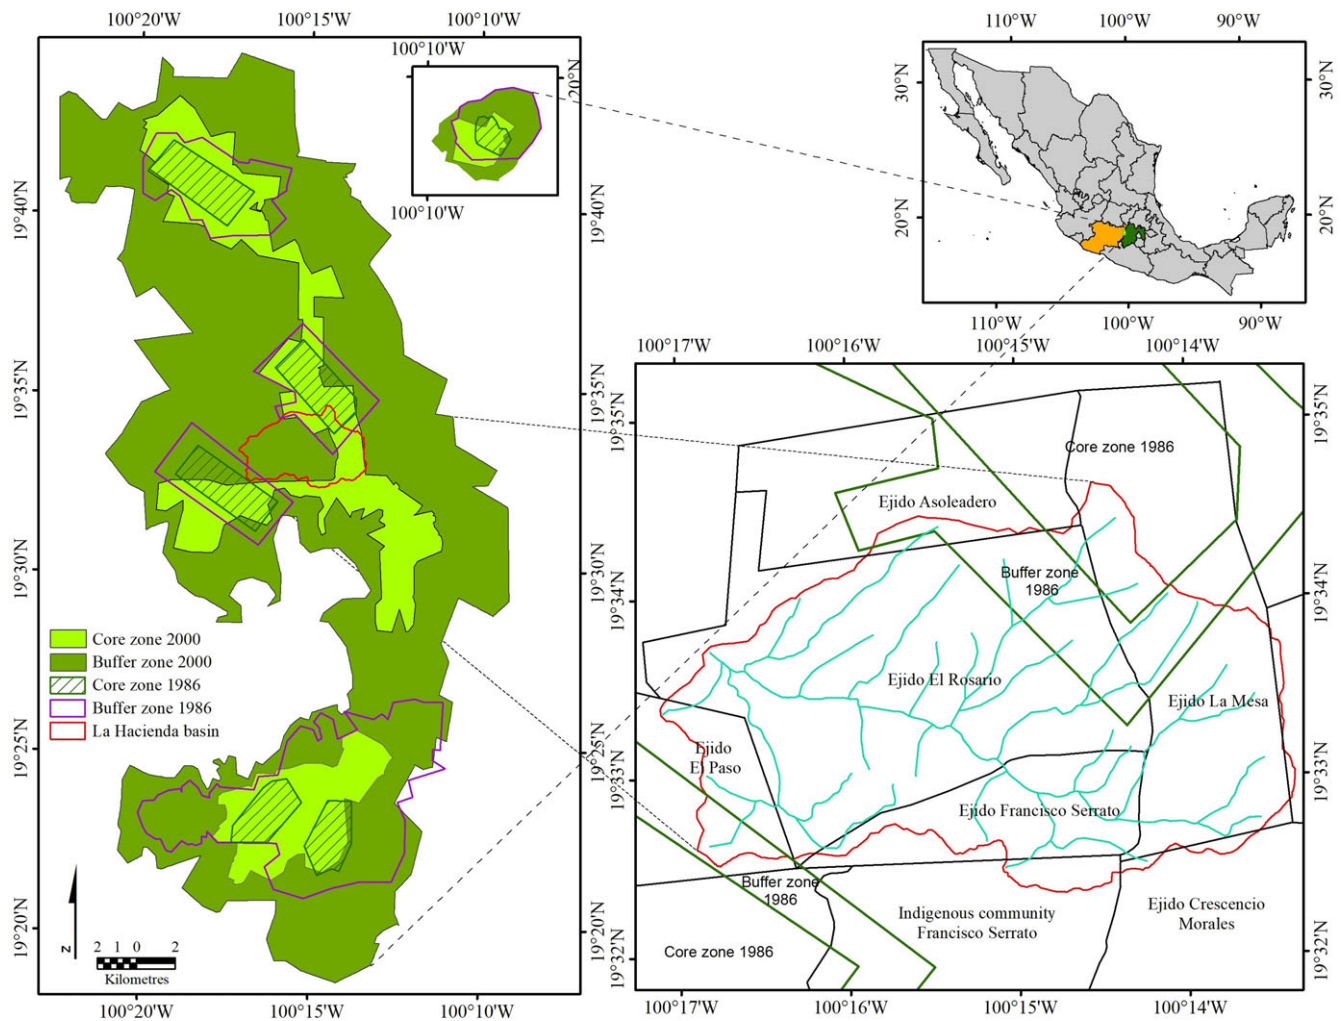 100°20'W 100°15'W 100°10'W
100°10'W
20°N
100°10'W
19°40'N
19°35'N
19°30'N
19°25'N
19°20'N
19°40'N
19°35'N
19°30'N
19°25'N
19°20'N
Core zone 2000
Buffer zone 2000
Core zone 1986
Buffer zone 1986
La Hacienda basin
N
2 1 0 2
Kilometres
100°20'W 100°15'W 100°10'W
110°W 100°W 90°W
30°N
20°N
30°N
20°N
110°W 100°W 90°W
100°17'W 100°16'W 100°15'W 100°14'W
19°35'N
19°34'N
19°33'N
19°32'N
19°35'N
19°34'N
19°33'N
19°32'N
Core zone 1986
Ejido Asoleadero
Buffer zone
1986
Ejido El Rosario
Ejido La Mesa
Ejido
El Paso
Ejido Francisco Serrato
Buffer zone
1986
Core zone 1986
Indigenous community
Francisco Serrato
Ejido Crescencio
Morales
100°17'W 100°16'W 100°15'W 100°14'W